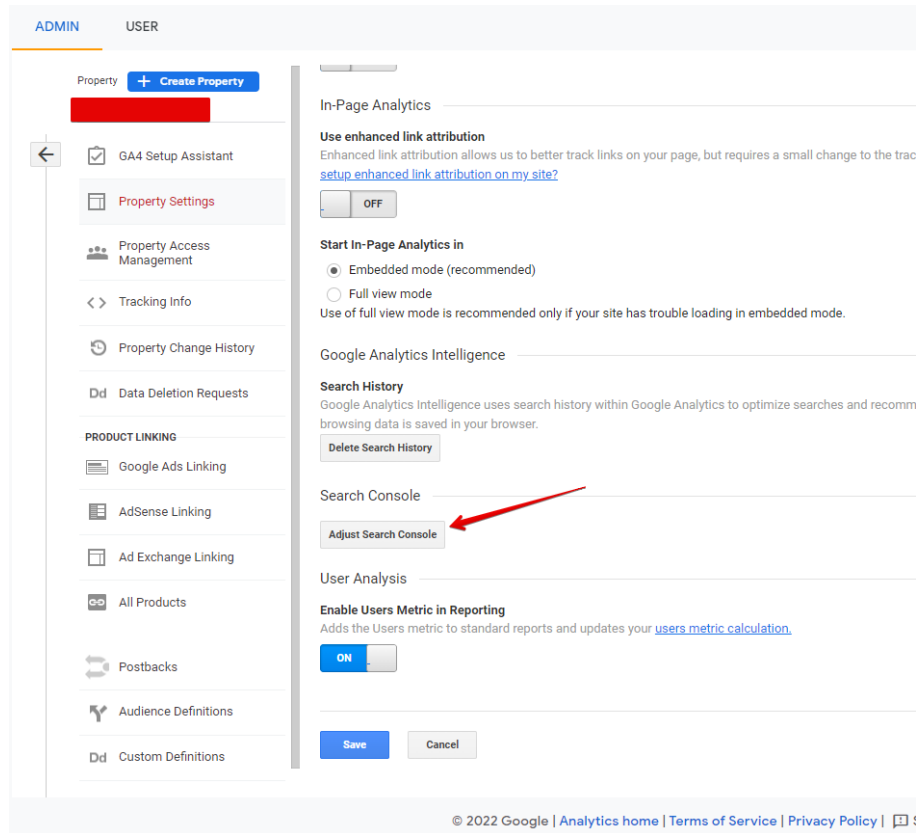 ADMIN USER
Property + Create Property
GA4 Setup Assistant
Property Settings
Property Access
Management
Tracking Info
Property Change History
Dd Data Deletion Requests
PRODUCT LINKING
Google Ads Linking
AdSense Linking
Ad Exchange Linking
All Products
Postbacks
Audience Definitions
Dd Custom Definitions
In-Page Analytics
Use enhanced link attribution
Enhanced link attribution allows us to better track links on your page, but requires a small change to the trac
setup enhanced link attribution on my site?
OFF
Start In-Page Analytics in
Embedded mode (recommended)
Full view mode
Use of full view mode is recommended only if your site has trouble loading in embedded mode.
Google Analytics Intelligence
Search History
Google Analytics Intelligence uses search history within Google Analytics to optimize searches and recomm
browsing data is saved in your browser.
Delete Search History
Search Console
Adjust Search Console
User Analysis
Enable Users Metric in Reporting
Adds the Users metric to standard reports and updates your users metric calculation.
ON
Save Cancel
© 2022 Google | Analytics home | Terms of Service | Privacy Policy | S